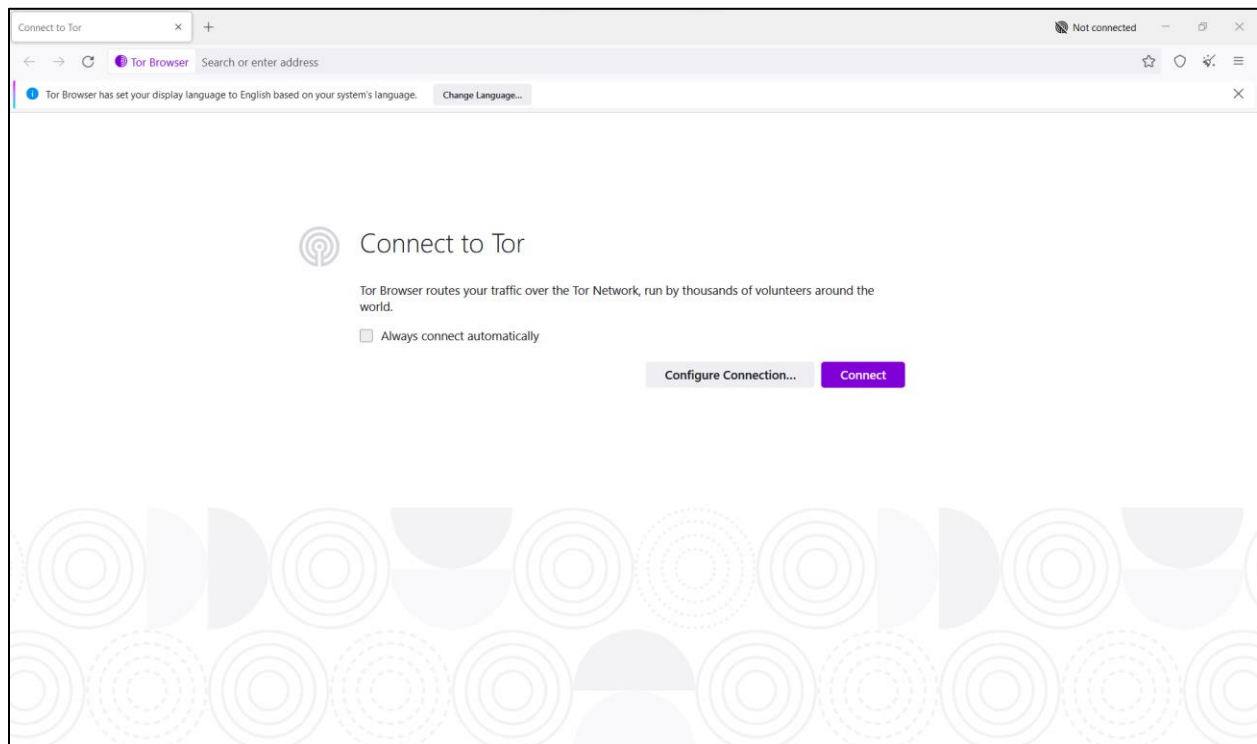 Connect to Tor
Not connected
Tor Browser Search or enter address
Tor Browser has set your display language to English based on your system's language. Change Language...
Connect to Tor
Tor Browser routes your traffic over the Tor Network, run by thousands of volunteers around the
world.
Always connect automatically
Configure Connection... Connect